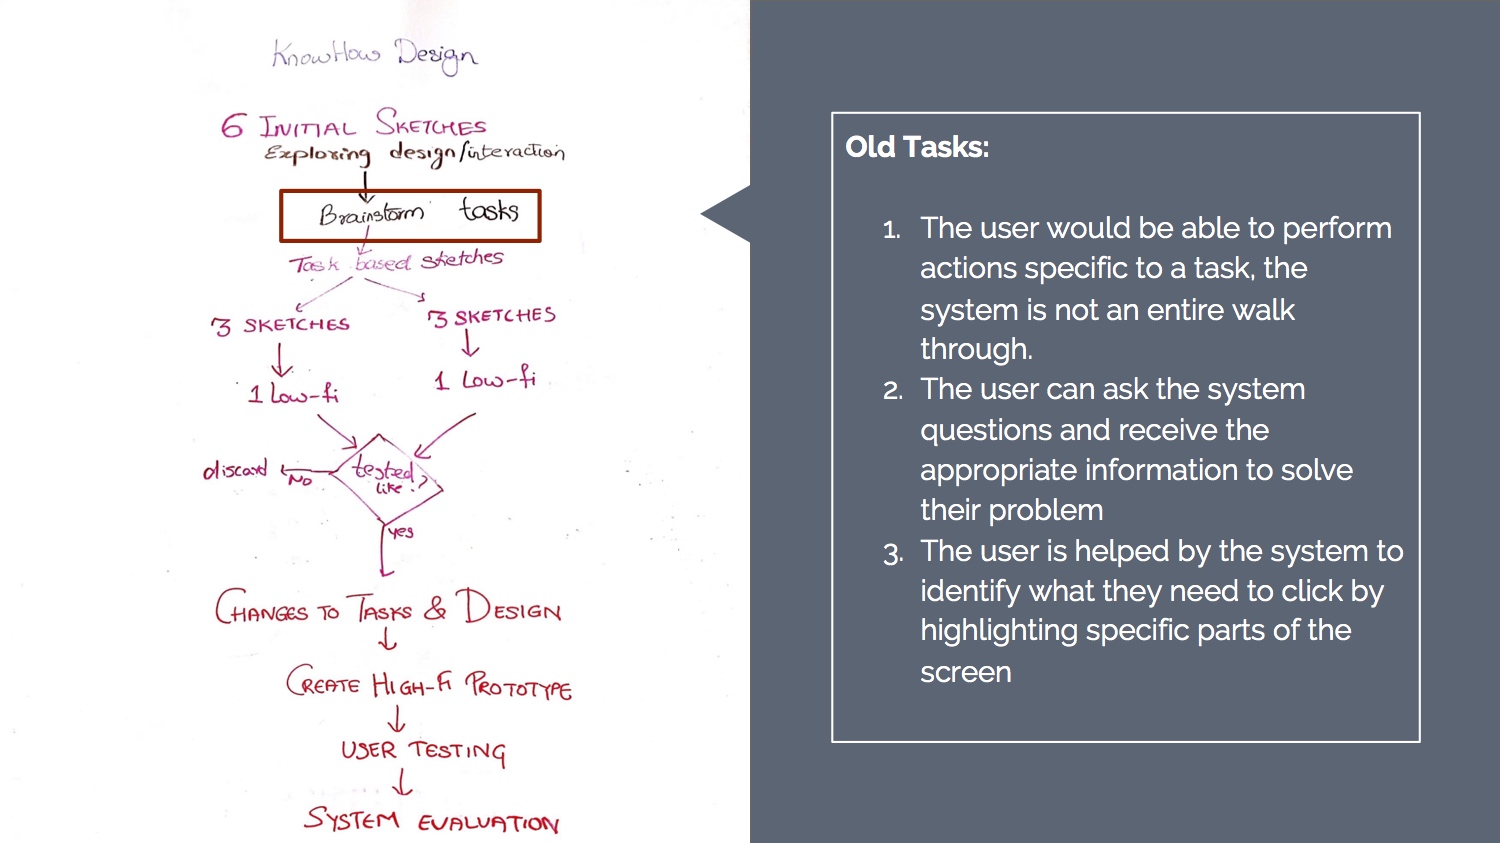 KnowHow Design
6 INITIAL SKETCHES
Exploring design/interaction
Brainstorm tasks
Task based sketches
3 SKETCHES
3 SKETCHES
1 Low-fi
1 Low-fi
tested
like?
discard
NO
yes
CHANGES TO TASKS & DESIGN
CREATE HIGH-FI PROTOTYPE
USER TESTING
SYSTEM EVALUATION
Old Tasks:
1. The user would be able to perform
actions specific to a task, the
system is not an entire walk
through.
2. The user can ask the system
questions and receive the
appropriate information to solve
their problem
3. The user is helped by the system to
identify what they need to click by
highlighting specific parts of the
screen